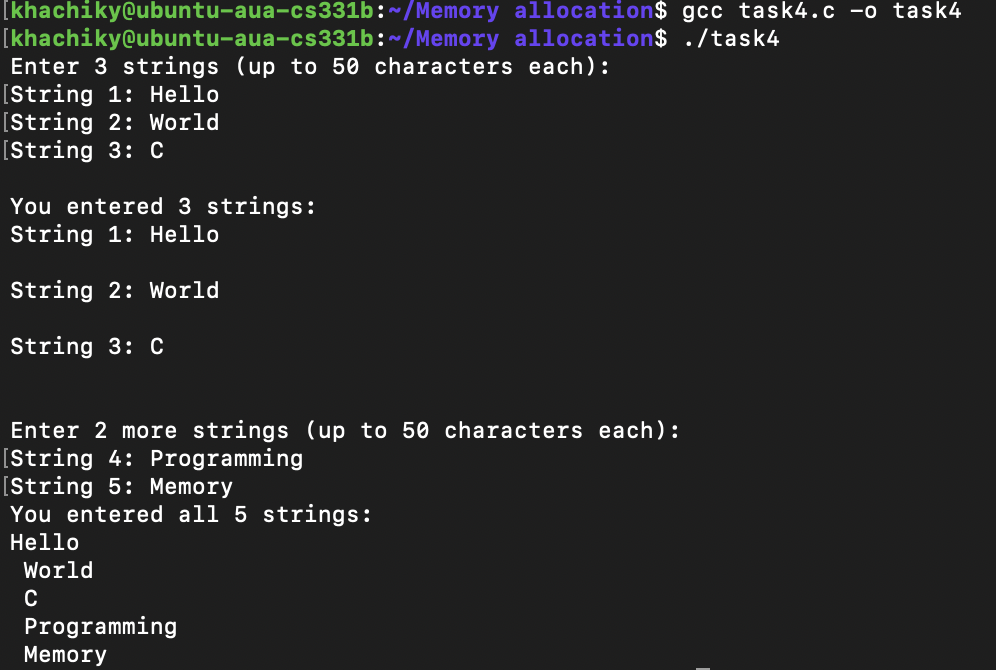 [khachiky@ubuntu-aua-cs331b:~/Memory allocation$ gcc task4.c -o task4
[khachiky@ubuntu-aua-cs331b:~/Memory allocation$ ./task4
Enter 3 strings (up to 50 characters each):
[String 1: Hello
[String 2: World
[String 3: C
You entered 3 strings:
String 1: Hello
String 2: World
String 3: C
Enter 2 more strings (up to 50 characters each):
[String 4: Programming
[String 5: Memory
You entered all 5 strings:
Hello
World
C
Programming
Memory